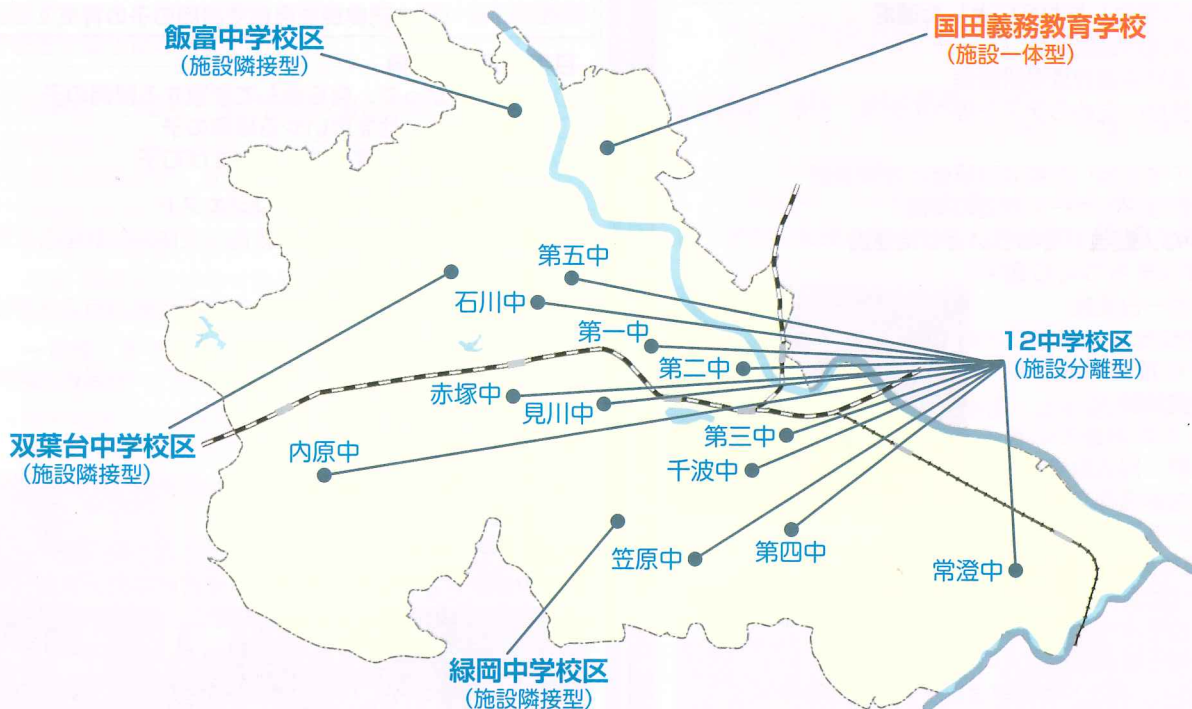 飯富中学校区
(施設隣接型)
国田義務教育学校
(施設一体型)
第五中
石川中
第一中
第二中
12中学校区
(施設分離型)
赤塚中
見川中
第三中
双葉台中学校区
(施設隣接型)
内原中
千波中
笠原中
第四中
常澄中
緑岡中学校区
(施設隣接型)